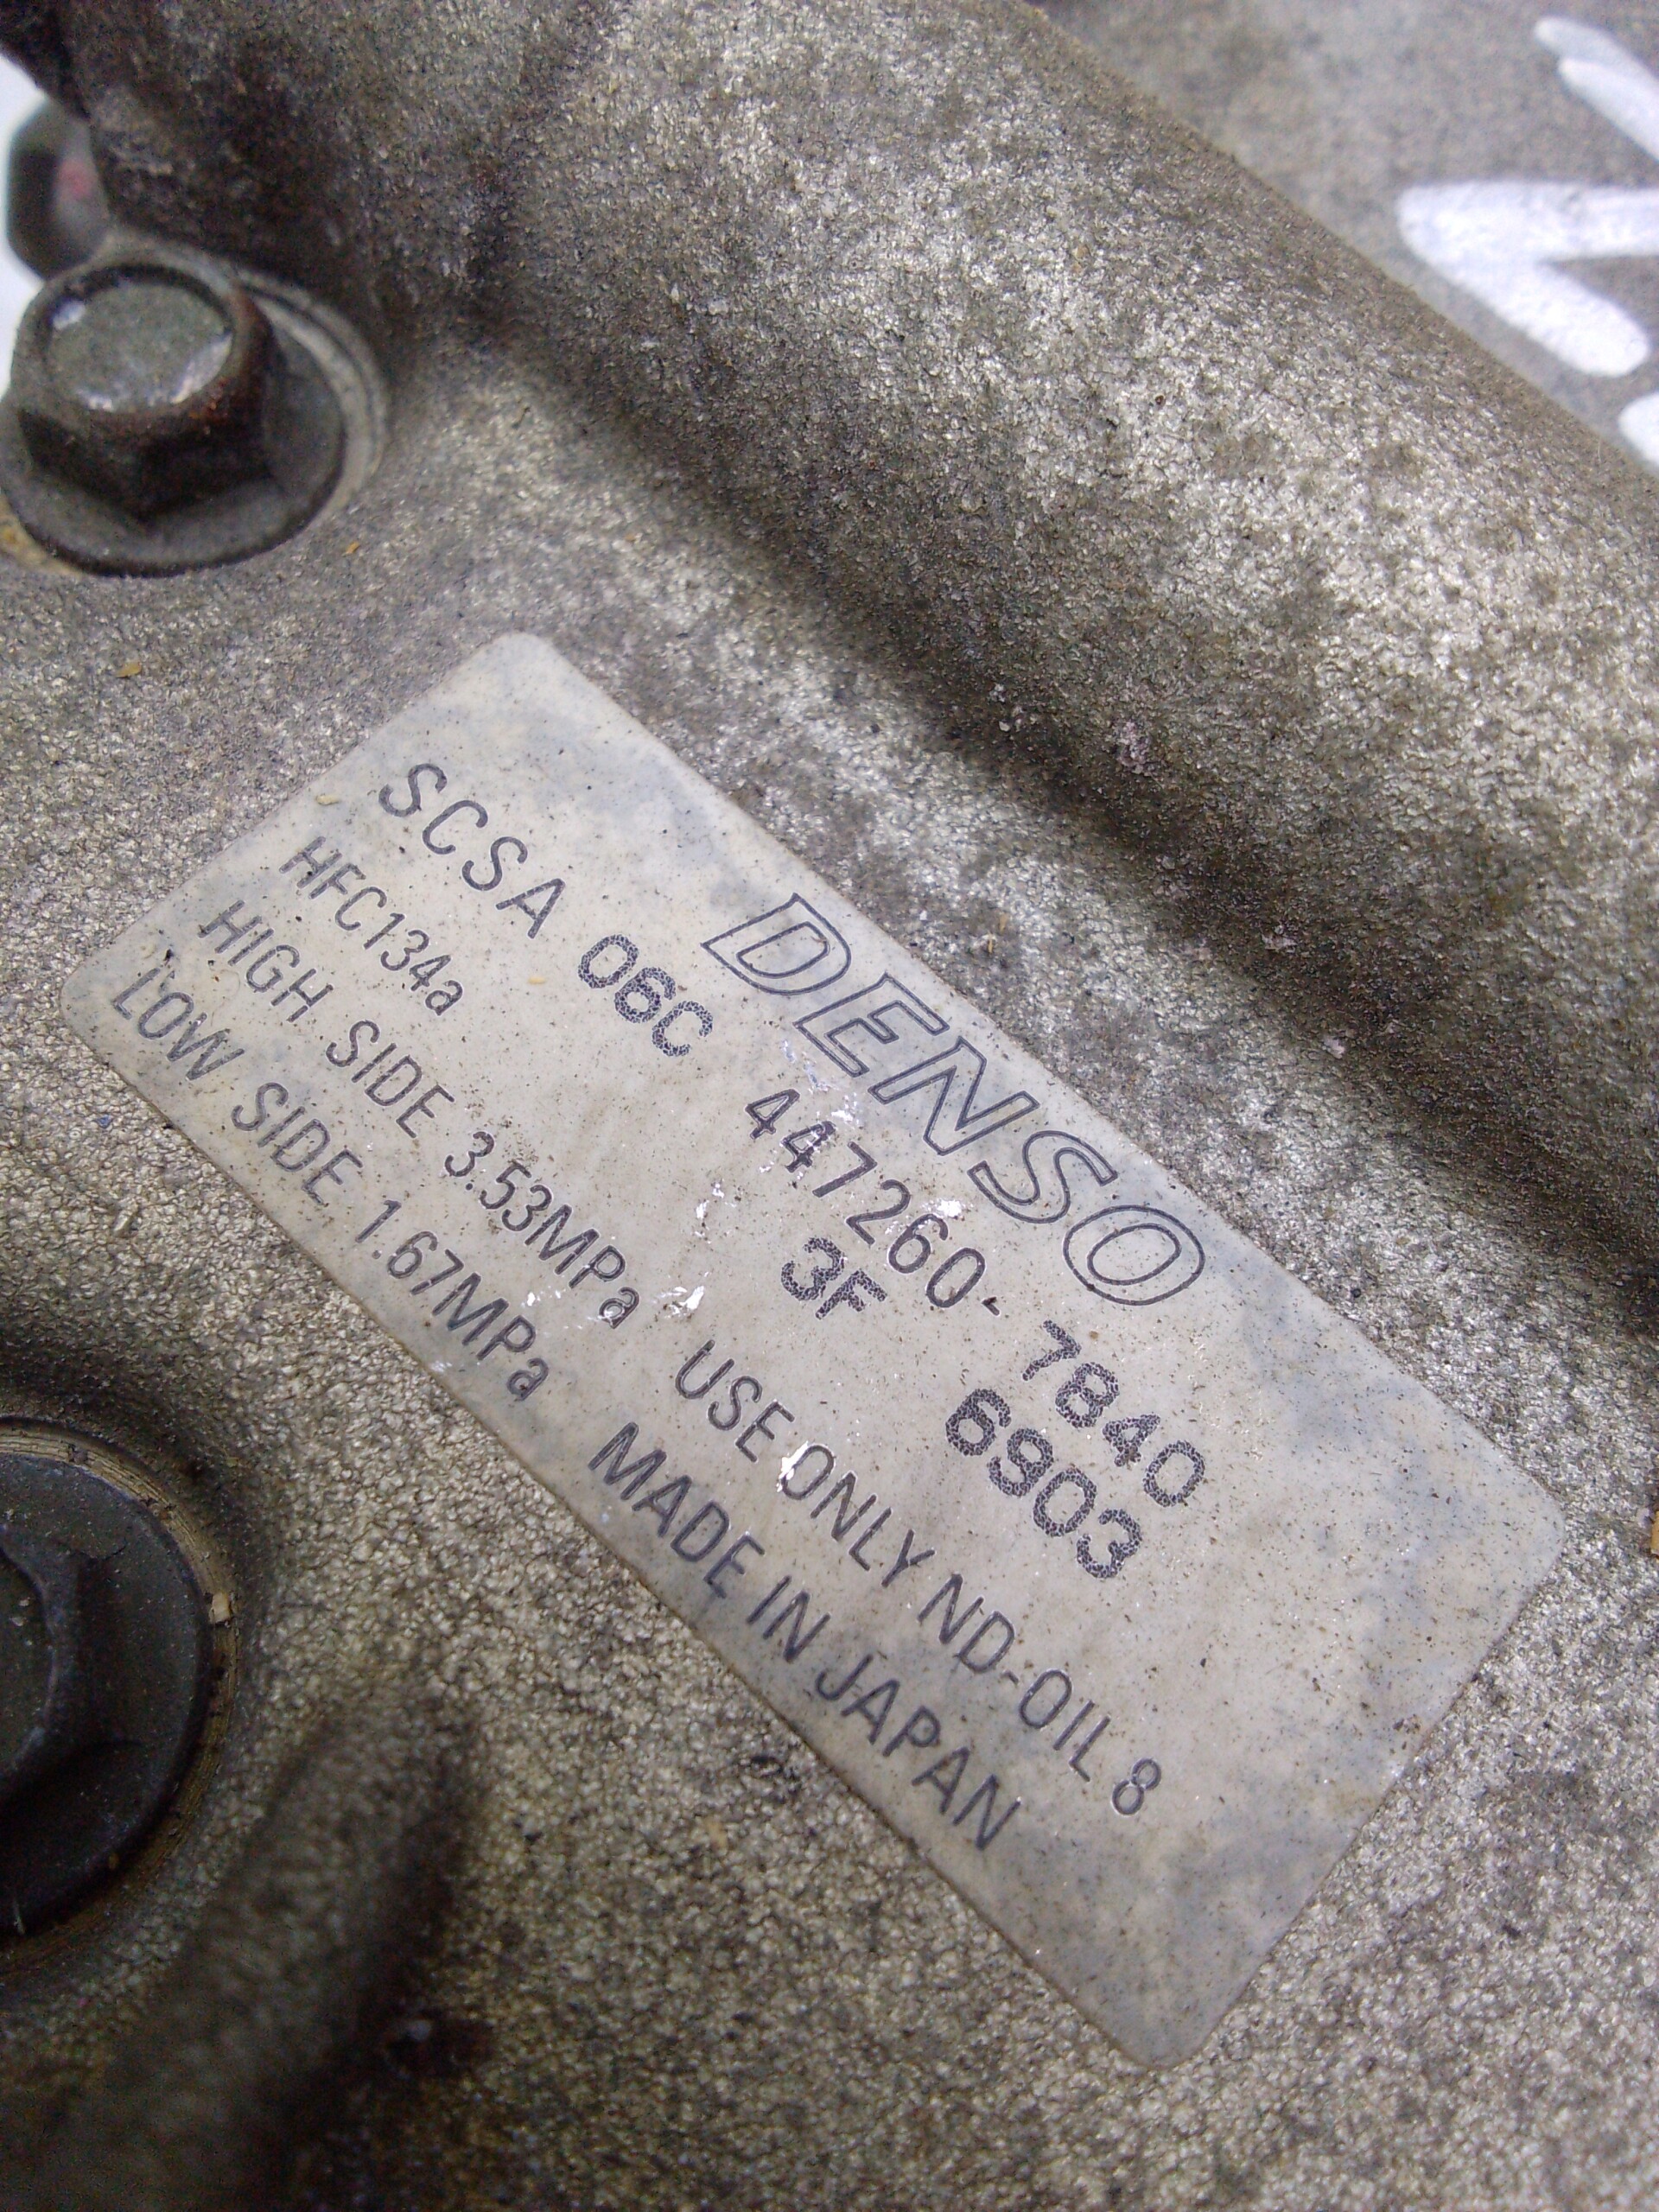 DENSO
SCSA 06C 447260-7840
HFC134a 3F 6903
HIGH SIDE 3.53MPa USE ONLY ND-OIL 8
LOW SIDE 1.67MPa MADE IN JAPAN